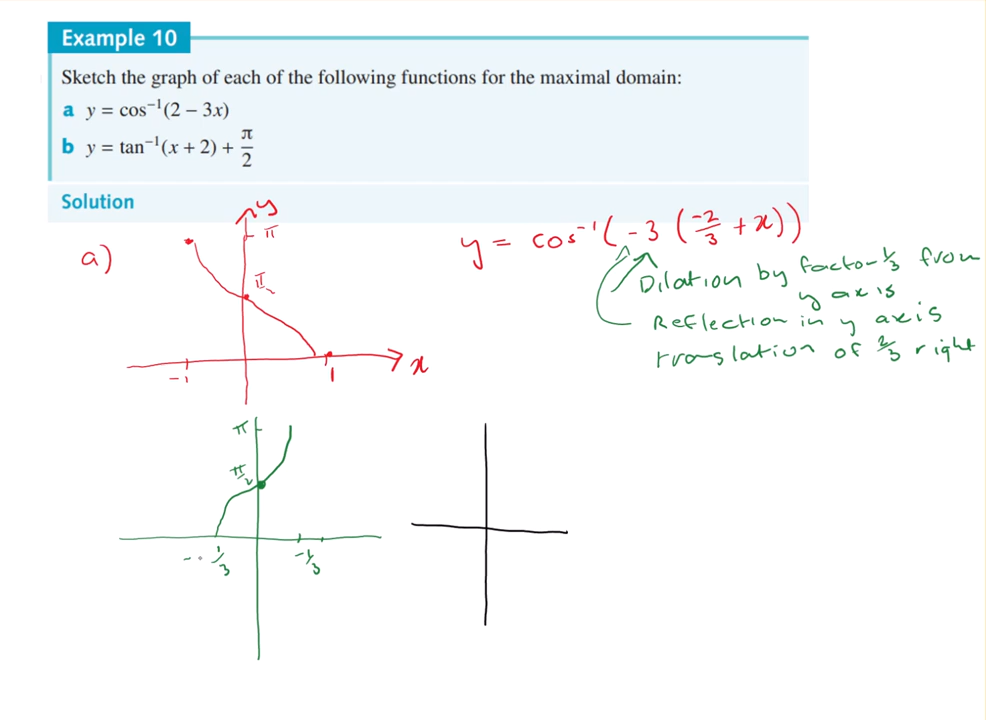 Example 10
Sketch the graph of each of the following functions for the maximal domain:
a y = cos⁻¹(2 – 3x)
b y = tan⁻¹(x + 2) + π/2
Solution
a)
y
π
π/2
-1
1
x
y = cos⁻¹(-3(-2/3 + x))
Dilation by factor 1/3 from
y axis
Reflection in y axis
translation of 2/3 right
π
π/2
-1/3
-1/3